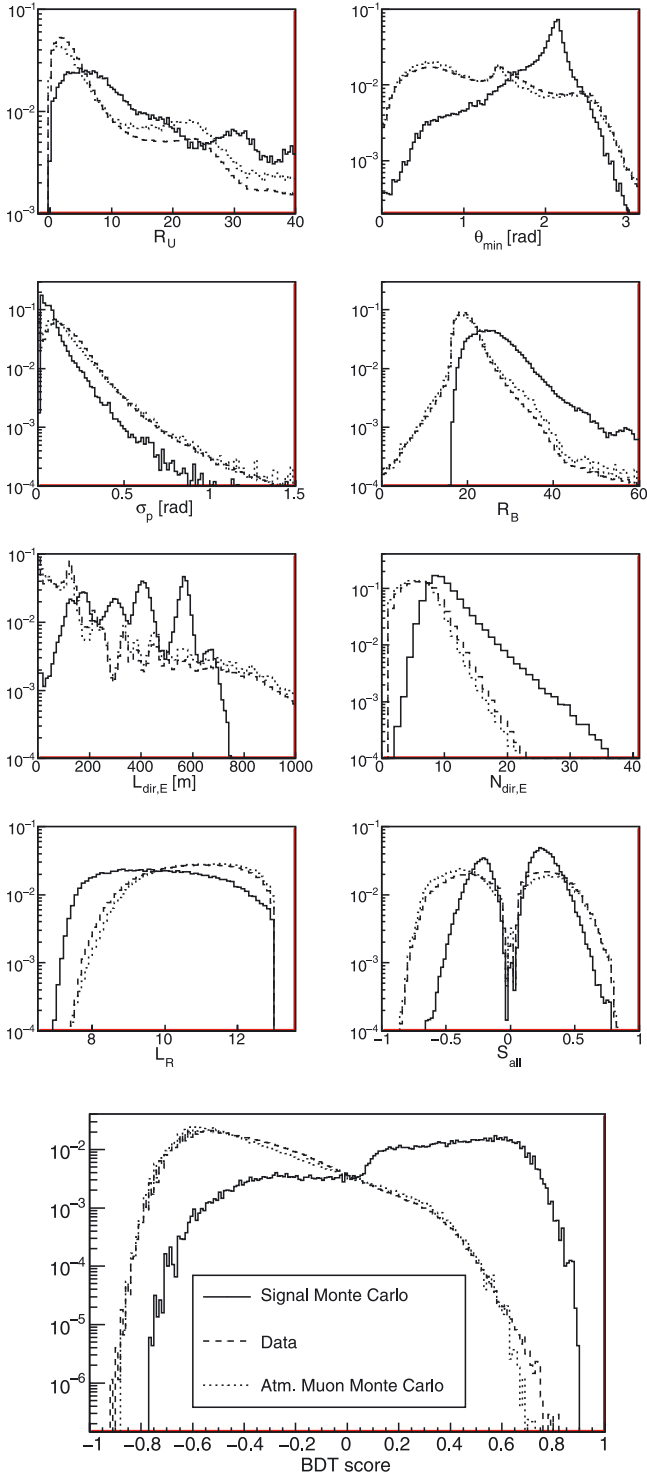 10⁻¹ 10⁻¹
10⁻² 10⁻²
10⁻³ 10⁻³
0 10 20 30 40 0 1 2 3
R_U θ_min [rad]
10⁻¹ 10⁻¹
10⁻² 10⁻²
10⁻³ 10⁻³
10⁻⁴ 10⁻⁴
0 0.5 1 1.5 0 20 40 60
σ_p [rad] R_B
10⁻¹ 10⁻¹
10⁻² 10⁻²
10⁻³ 10⁻³
10⁻⁴ 10⁻⁴
0 200 400 600 800 1000 0 10 20 30 40
L_dir,E [m] N_dir,E
10⁻¹ 10⁻¹
10⁻² 10⁻²
10⁻³ 10⁻³
10⁻⁴ 10⁻⁴
8 10 12 −1 −0.5 0 0.5 1
L_R S_all
10⁻²
10⁻³
10⁻⁴
10⁻⁵
10⁻⁶
Signal Monte Carlo
Data
Atm. Muon Monte Carlo
−1 −0.8 −0.6 −0.4 −0.2 0 0.2 0.4 0.6 0.8 1
BDT score